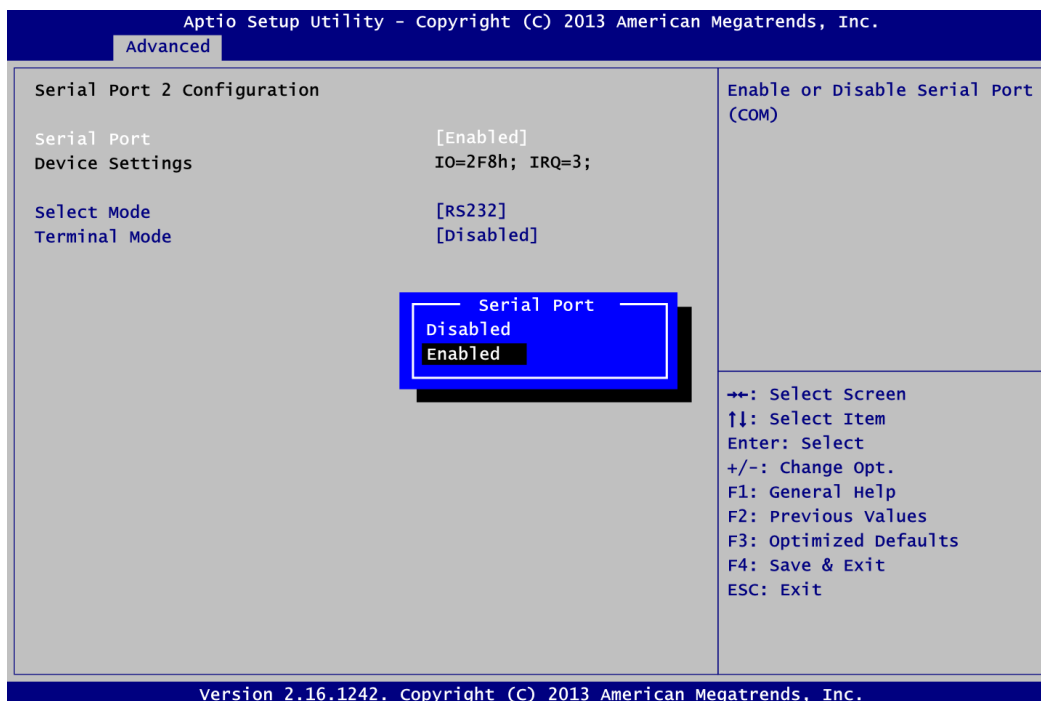 Aptio Setup Utility – Copyright (C) 2013 American Megatrends, Inc.
Advanced
Serial Port 2 Configuration
Serial Port [Enabled]
Device Settings IO=2F8h; IRQ=3;
Select Mode [RS232]
Terminal Mode [Disabled]
Serial Port
Disabled
Enabled
Enable or Disable Serial Port
(COM)
→←: Select Screen
↑↓: Select Item
Enter: Select
+/-: Change Opt.
F1: General Help
F2: Previous Values
F3: Optimized Defaults
F4: Save & Exit
ESC: Exit
Version 2.16.1242. Copyright (C) 2013 American Megatrends, Inc.